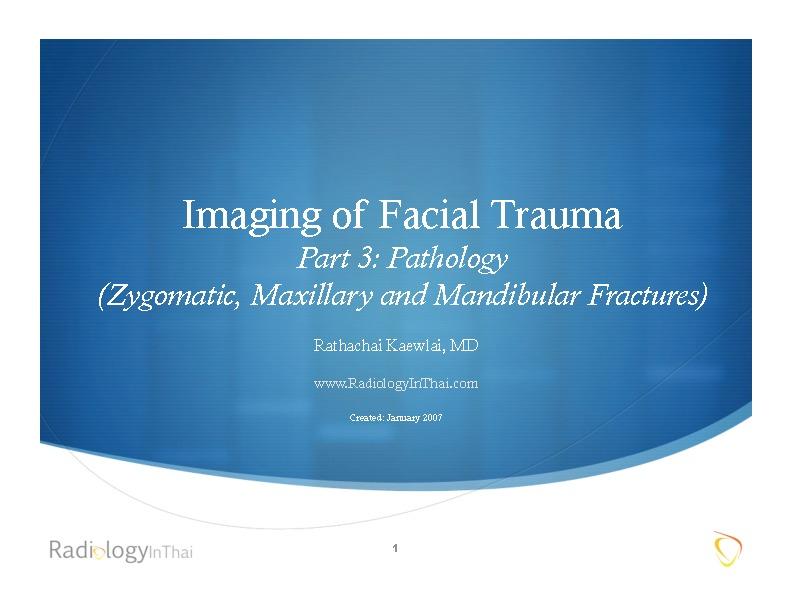 Imaging of Facial Trauma
Part 3: Pathology
(Zygomatic, Maxillary and Mandibular Fractures)
Rathachai Kaewlai, MD
www.RadiologyInThai.com
Created: January 2007
RadiologyInThai
1